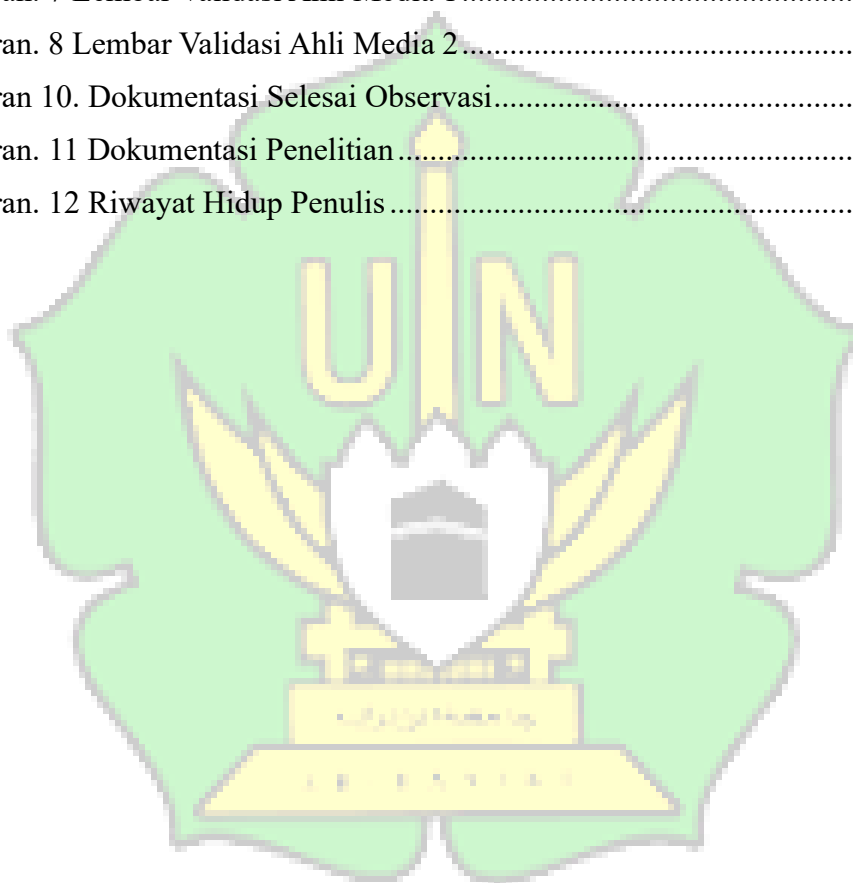 ran. 8 Lembar Validasi Ahli Media 2
ran 10. Dokumentasi Selesai Observasi
ran. 11 Dokumentasi Penelitian
ran. 12 Riwayat Hidup Penulis
UIN